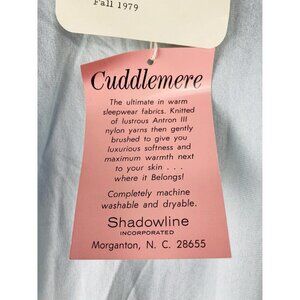 Fall 1979
Cuddlemere
The ultimate in warm
sleepwear fabrics. Knitted
of lustrous Antron III
nylon yarns then gently
brushed to give you
luxurious softness and
maximum warmth next
to your skin . . .
where it Belongs!
Completely machine
washable and dryable.
Shadowline
INCORPORATED
Morganton, N. C. 28655